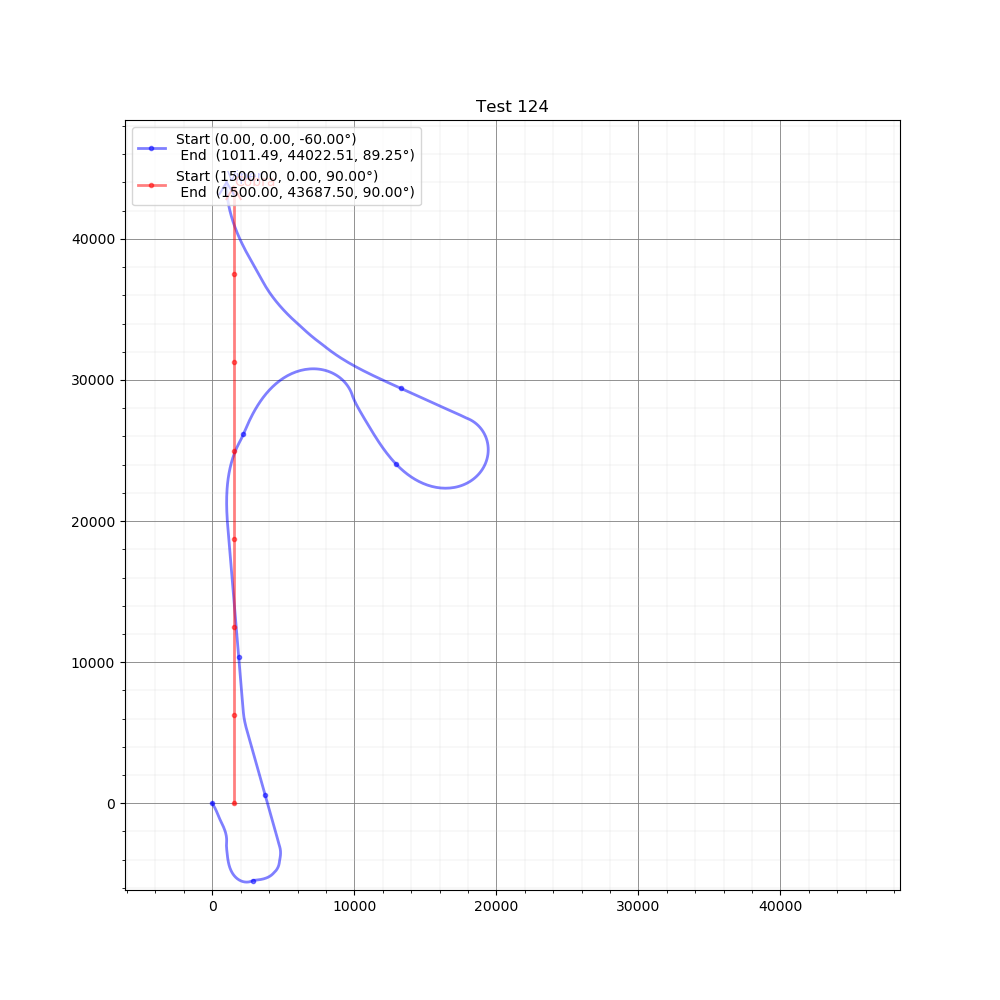 Test 124
Start (0.00, 0.00, -60.00°)
End (1011.49, 44022.51, 89.25°)
Start (1500.00, 0.00, 90.00°)
End (1500.00, 43687.50, 90.00°)
40000
30000
20000
10000
0
0 10000 20000 30000 40000